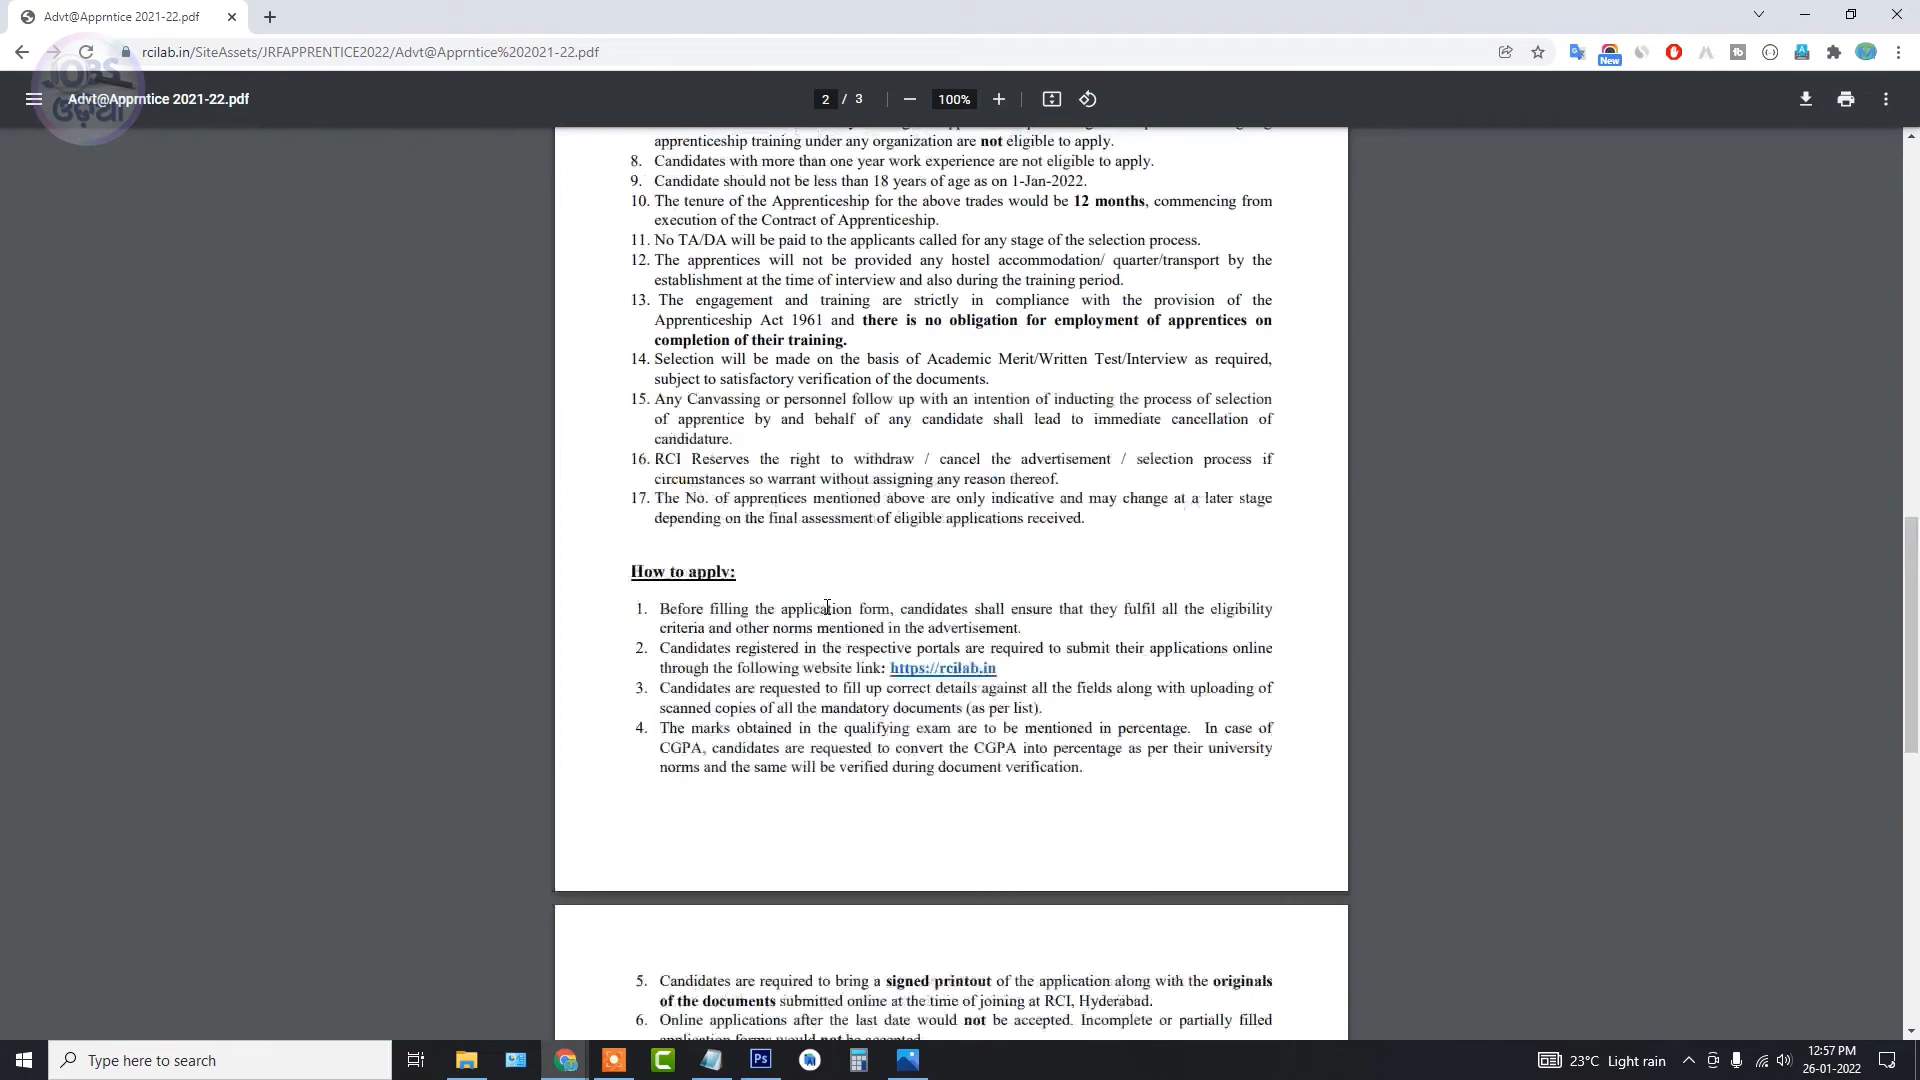 Advt@Apprntice 2021-22.pdf
rcilab.in/SiteAssets/JRFAPPRENTICE2022/Advt@Apprntice%202021-22.pdf
New
JOBS
ଓଡ଼ିଆ
Advt@Apprntice 2021-22.pdf
2 / 3
100%
apprenticeship training under any organization are not eligible to apply.
8. Candidates with more than one year work experience are not eligible to apply.
9. Candidate should not be less than 18 years of age as on 1-Jan-2022.
10. The tenure of the Apprenticeship for the above trades would be 12 months, commencing from
execution of the Contract of Apprenticeship.
11. No TA/DA will be paid to the applicants called for any stage of the selection process.
12. The apprentices will not be provided any hostel accommodation/ quarter/transport by the
establishment at the time of interview and also during the training period.
13. The engagement and training are strictly in compliance with the provision of the
Apprenticeship Act 1961 and there is no obligation for employment of apprentices on
completion of their training.
14. Selection will be made on the basis of Academic Merit/Written Test/Interview as required,
subject to satisfactory verification of the documents.
15. Any Canvassing or personnel follow up with an intention of inducting the process of selection
of apprentice by and behalf of any candidate shall lead to immediate cancellation of
candidature.
16. RCI Reserves the right to withdraw / cancel the advertisement / selection process if
circumstances so warrant without assigning any reason thereof.
17. The No. of apprentices mentioned above are only indicative and may change at a later stage
depending on the final assessment of eligible applications received.
How to apply:
1. Before filling the application form, candidates shall ensure that they fulfil all the eligibility
criteria and other norms mentioned in the advertisement.
2. Candidates registered in the respective portals are required to submit their applications online
through the following website link: https://rcilab.in
3. Candidates are requested to fill up correct details against all the fields along with uploading of
scanned copies of all the mandatory documents (as per list).
4. The marks obtained in the qualifying exam are to be mentioned in percentage. In case of
CGPA, candidates are requested to convert the CGPA into percentage as per their university
norms and the same will be verified during document verification.
5. Candidates are required to bring a signed printout of the application along with the originals
of the documents submitted online at the time of joining at RCI, Hyderabad.
6. Online applications after the last date would not be accepted. Incomplete or partially filled
application forms would not be accepted
Type here to search
Ps
23°C Light rain
12:57 PM
26-01-2022